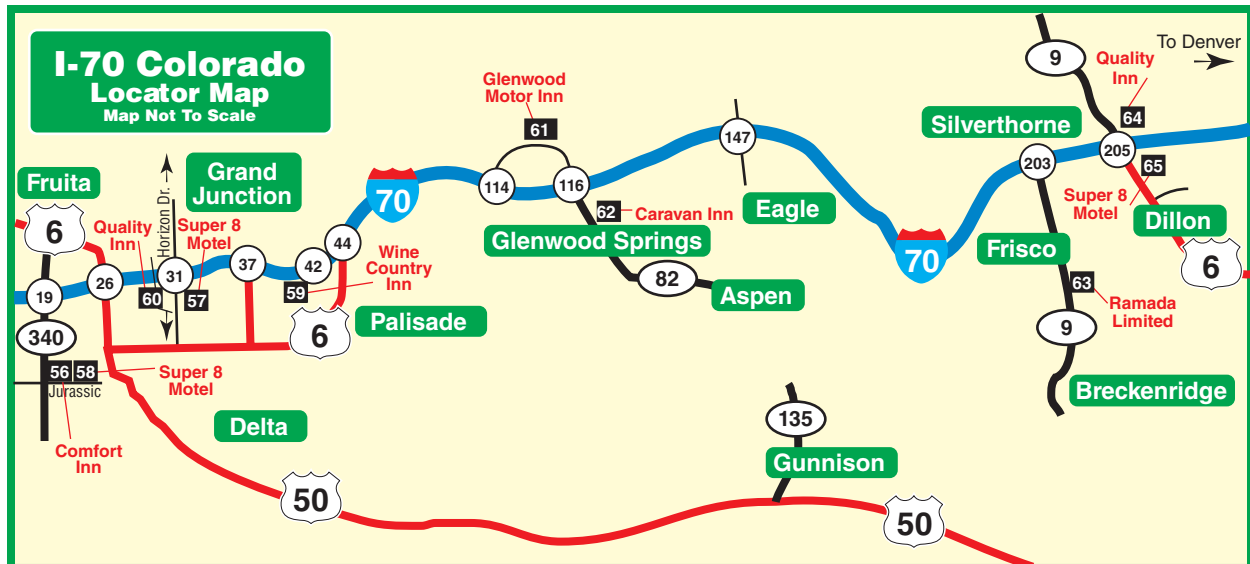 I-70 Colorado
Locator Map
Map Not To Scale
To Denver
9
Quality
Inn
64
Glenwood
Motor Inn
61
Silverthorne
147
205
203
65
Super 8
Motel
Dillon
6
Fruita
6
Grand
Junction
Horizon Dr.
Quality
Inn
Super 8
Motel
70
114
116
62
Caravan Inn
Glenwood Springs
Eagle
82
Aspen
70
Frisco
63
Ramada
Limited
9
Breckenridge
19
26
31
37
42
44
60
57
59
Wine
Country
Inn
6
Palisade
340
56
58
Jurassic
Super 8
Motel
Comfort
Inn
Delta
50
135
Gunnison
50